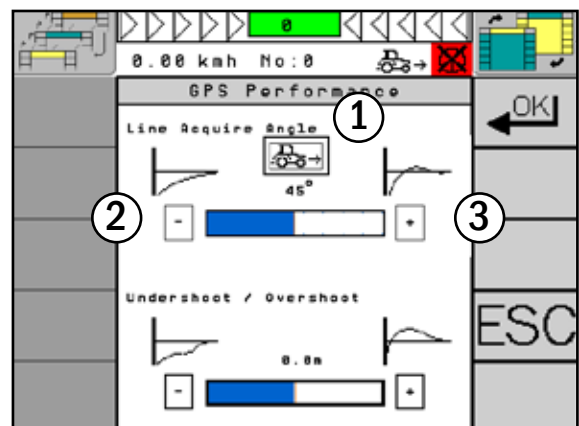 0
0.00 kmh No:0
GPS Performance
1
OK
Line Acquire Angle
45°
2
-
+
3
Undershoot / Overshoot
ESC
0.0m
-
+